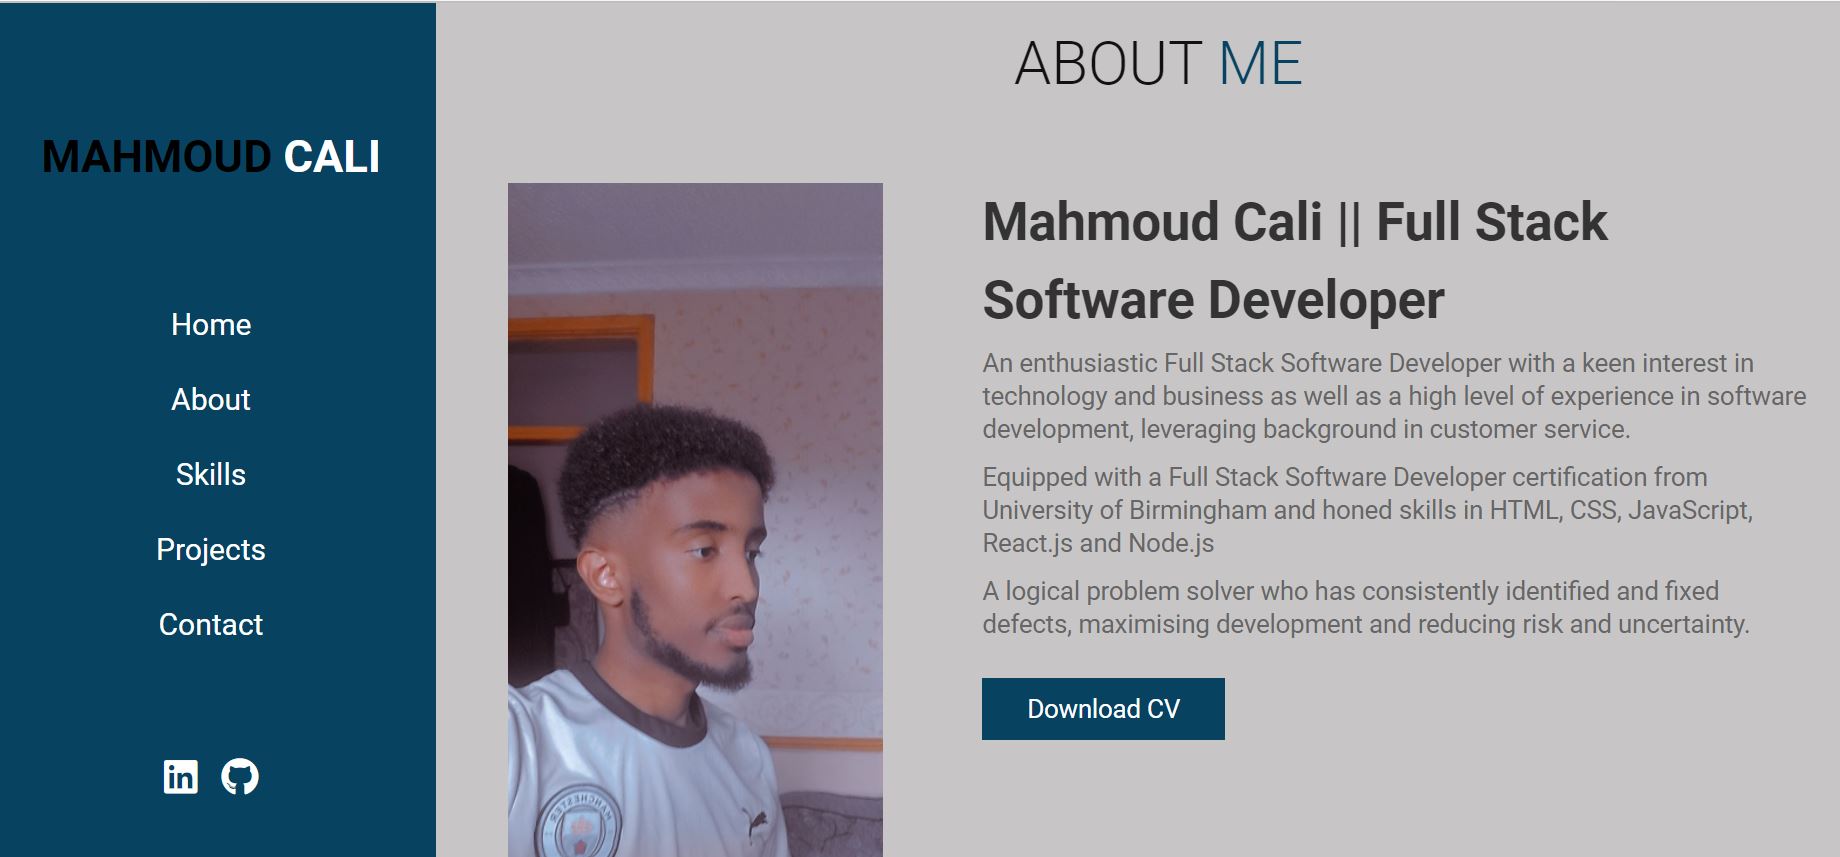 MAHMOUD CALI
Home
About
Skills
Projects
Contact
in
ABOUT ME
Mahmoud Cali || Full Stack
Software Developer
An enthusiastic Full Stack Software Developer with a keen interest in
technology and business as well as a high level of experience in software
development, leveraging background in customer service.
Equipped with a Full Stack Software Developer certification from
University of Birmingham and honed skills in HTML, CSS, JavaScript,
React.js and Node.js
A logical problem solver who has consistently identified and fixed
defects, maximising development and reducing risk and uncertainty.
Download CV
MANCHESTER